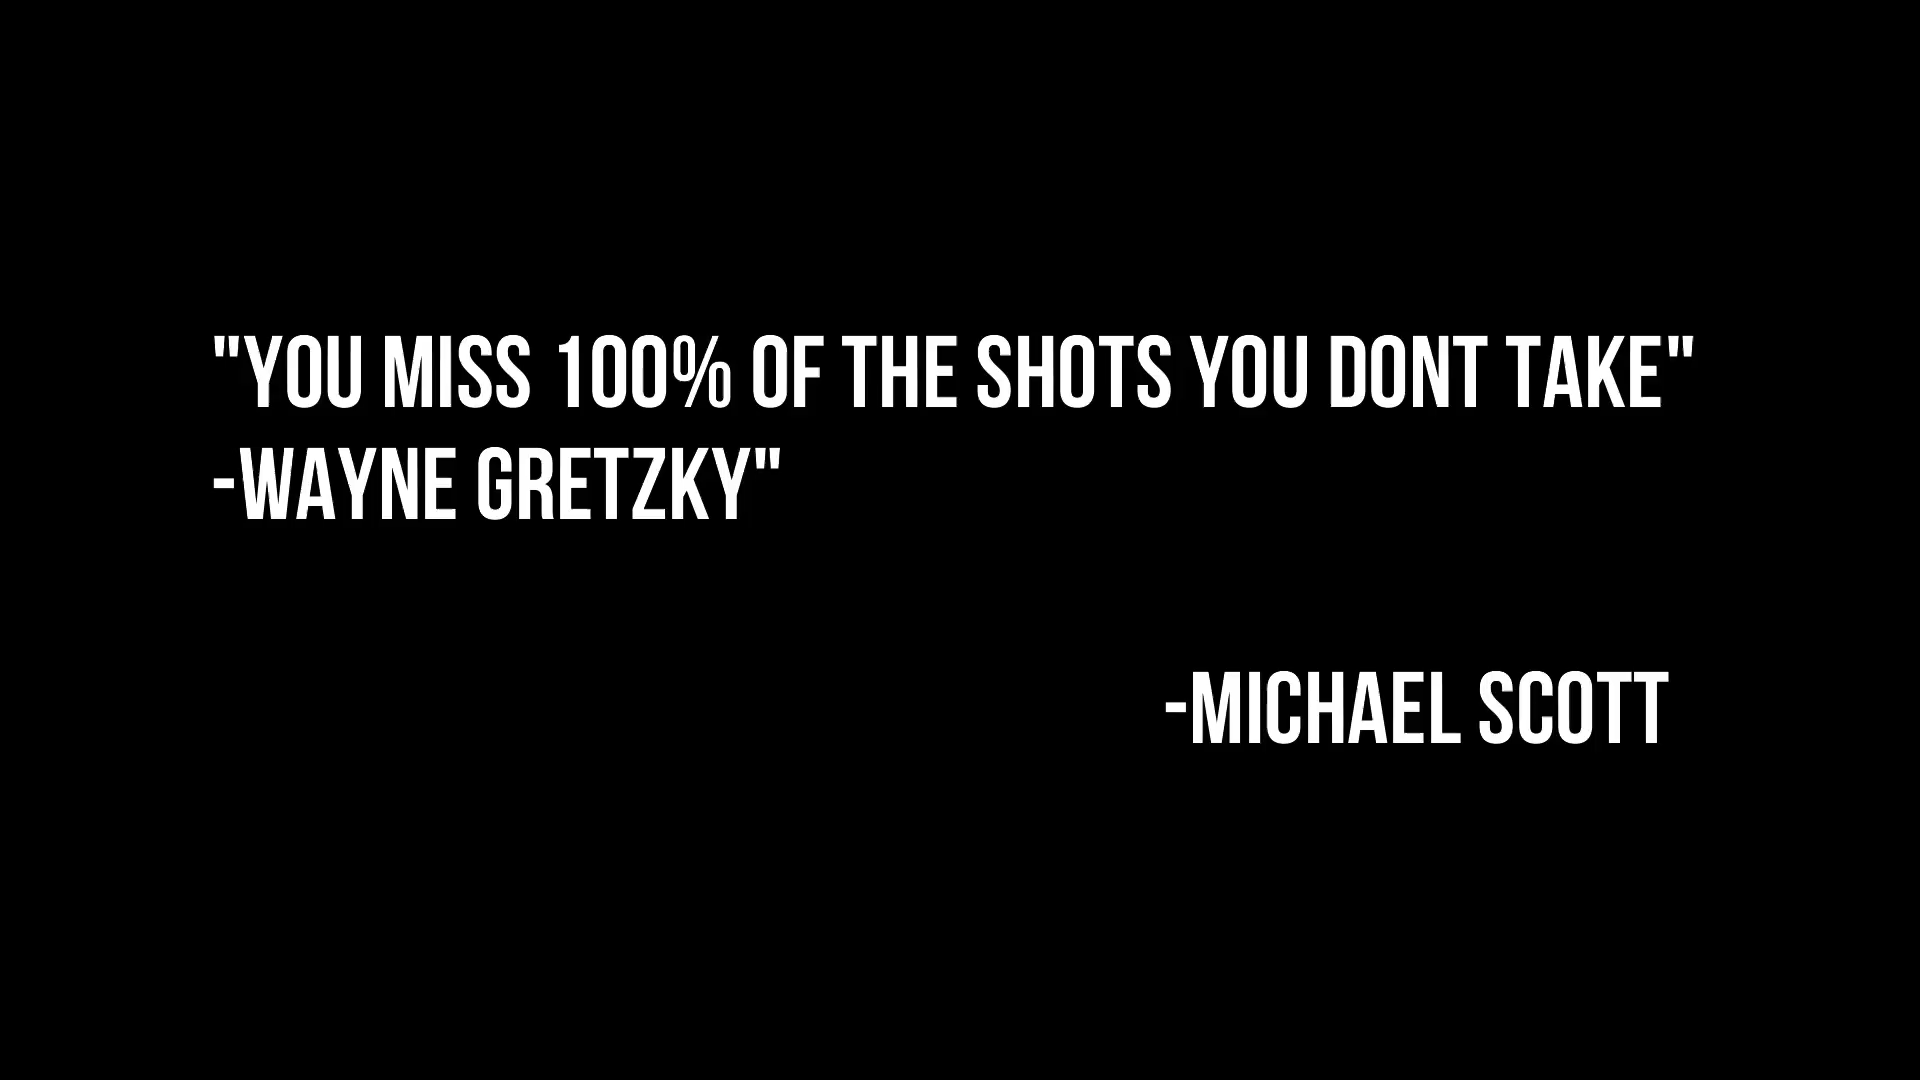 "YOU MISS 100% OF THE SHOTS YOU DONT TAKE"
-WAYNE GRETZKY"
-MICHAEL SCOTT